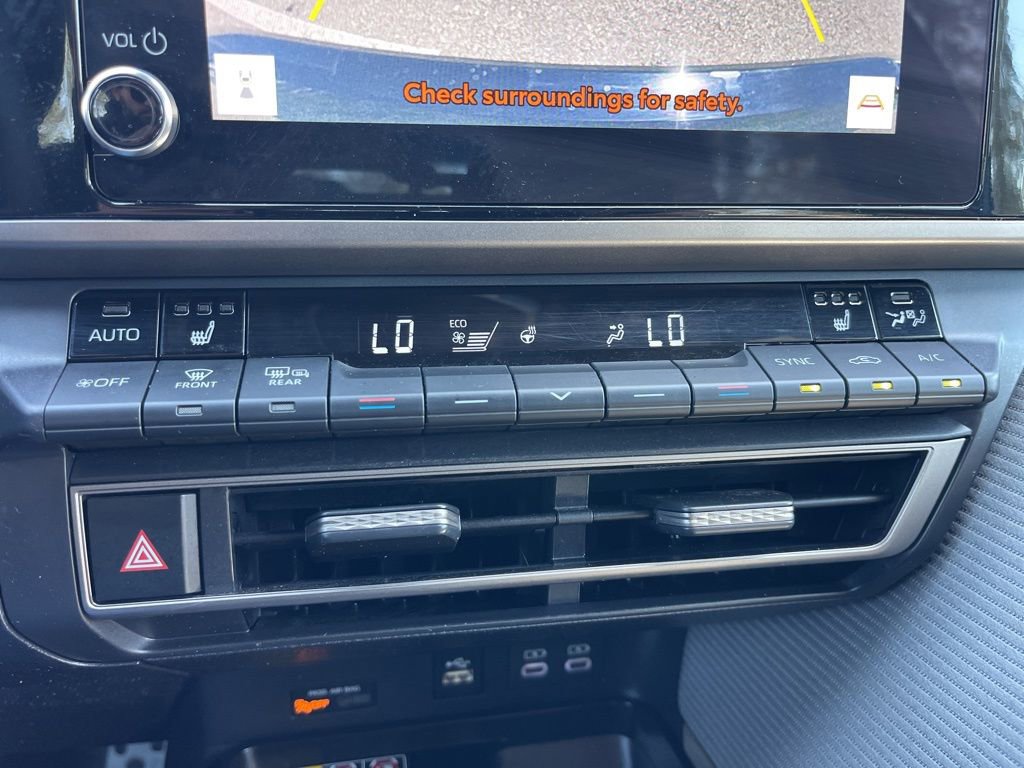 VOL
Check surroundings for safety.
AUTO
LO
ECO
LO
OFF
FRONT
REAR
SYNC
A/C